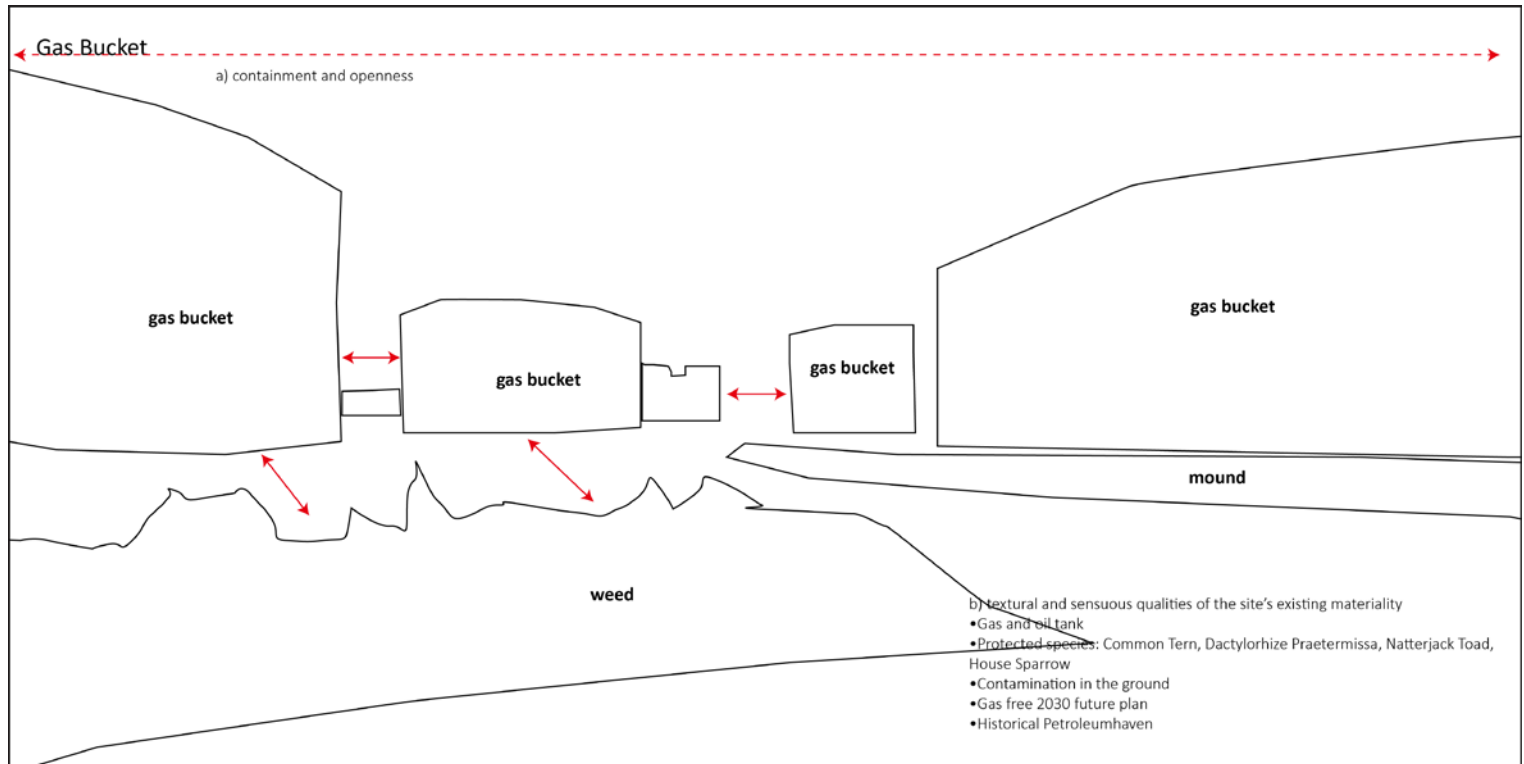 Gas Bucket
a) containment and openness
gas bucket
gas bucket
gas bucket
gas bucket
mound
weed
b) textural and sensuous qualities of the site's existing materiality
•Gas and oil tank
•Protected species: Common Tern, Dactylorhize Praetermissa, Natterjack Toad,
House Sparrow
•Contamination in the ground
•Gas free 2030 future plan
•Historical Petroleumhaven